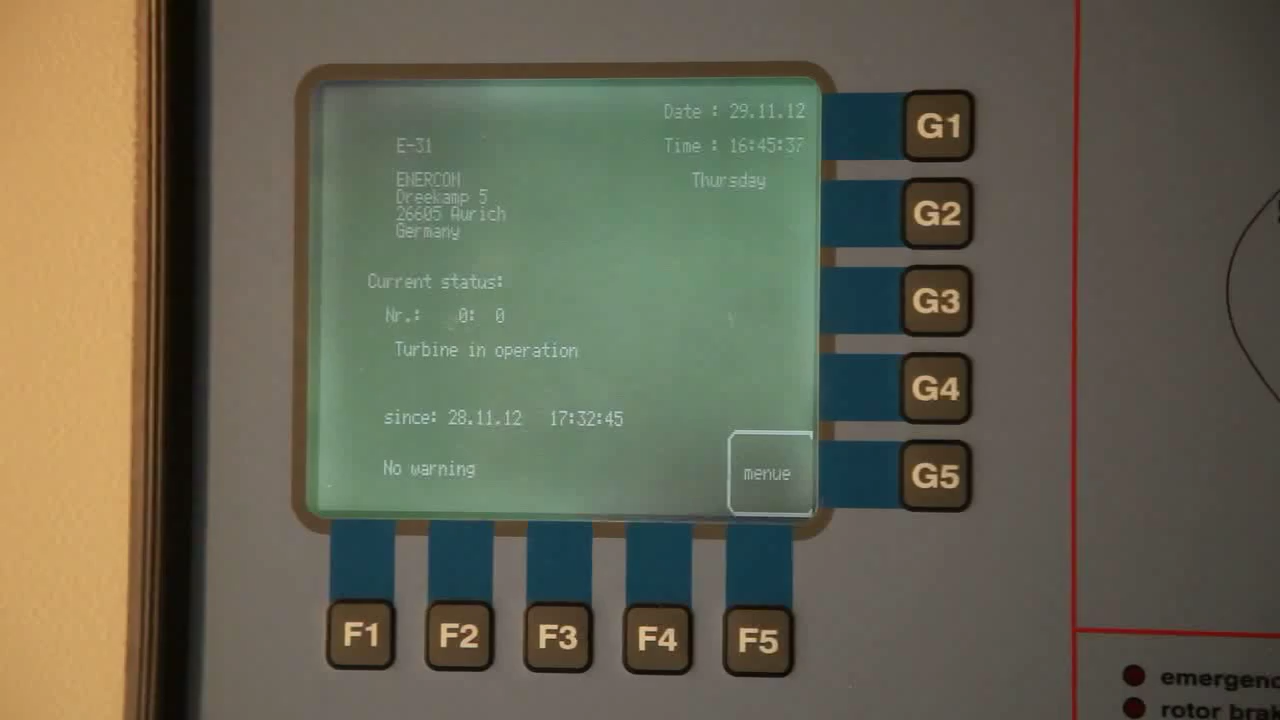 Date : 29.11.12
E-31
Time : 16:45:37
ENERCON
Thursday
Dreekamp 5
26605 Aurich
Germany
Current status:
Nr.: 0: 0
Turbine in operation
since: 28.11.12 17:32:45
No warning
menue
G1
G2
G3
G4
G5
F1 F2 F3 F4 F5
emergenc
rotor brak